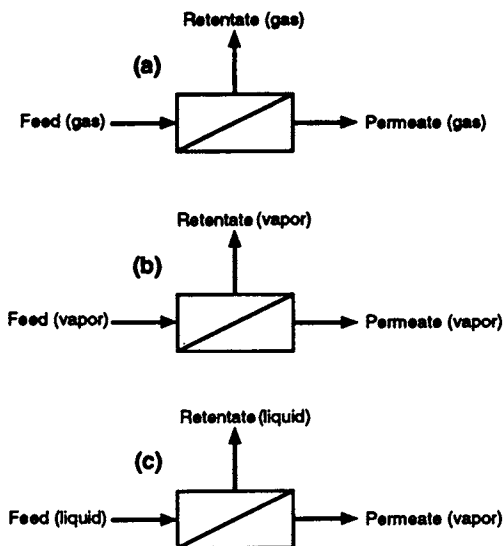 Retentate (gas)
(a)
Feed (gas)
Permeate (gas)
Retentate (vapor)
(b)
Feed (vapor)
Permeate (vapor)
Retentate (liquid)
(c)
Feed (liquid)
Permeate (vapor)